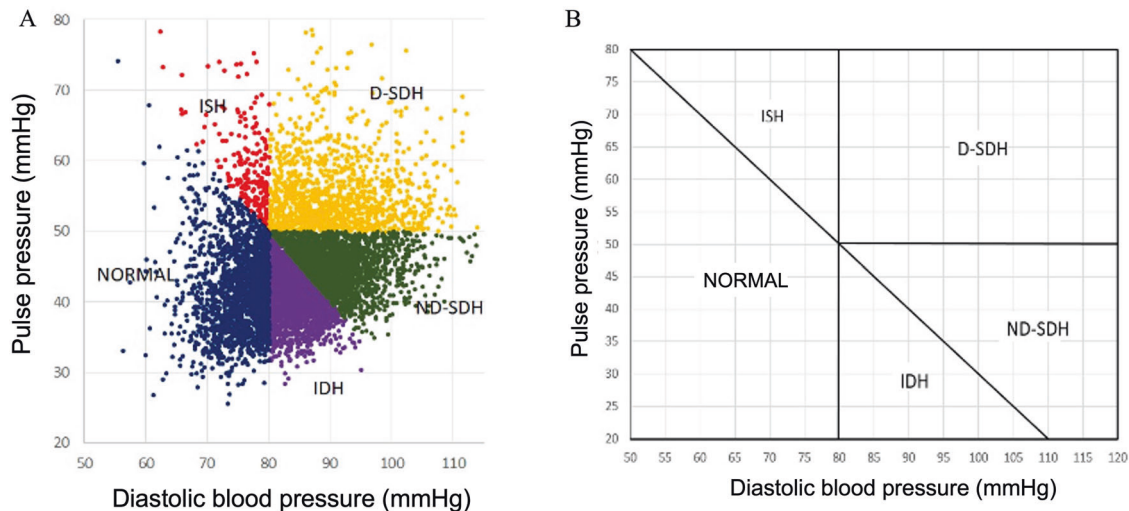 A
Pulse pressure (mmHg)
80
70
60
50
40
30
20
ISH
D-SDH
NORMAL
ND-SDH
IDH
50
60
70
80
90
100
110
Diastolic blood pressure (mmHg)
B
Pulse pressure (mmHg)
80
75
70
65
60
55
50
45
40
35
30
25
20
ISH
D-SDH
NORMAL
ND-SDH
IDH
50
55
60
65
70
75
80
85
90
95
100
105
110
115
120
Diastolic blood pressure (mmHg)